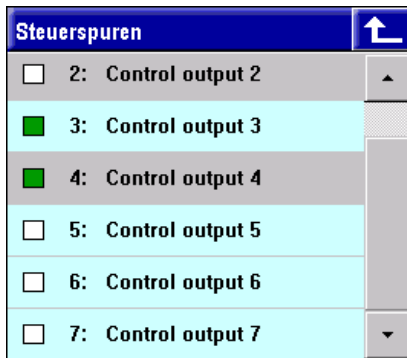 Steuerspuren
2: Control output 2
3: Control output 3
4: Control output 4
5: Control output 5
6: Control output 6
7: Control output 7